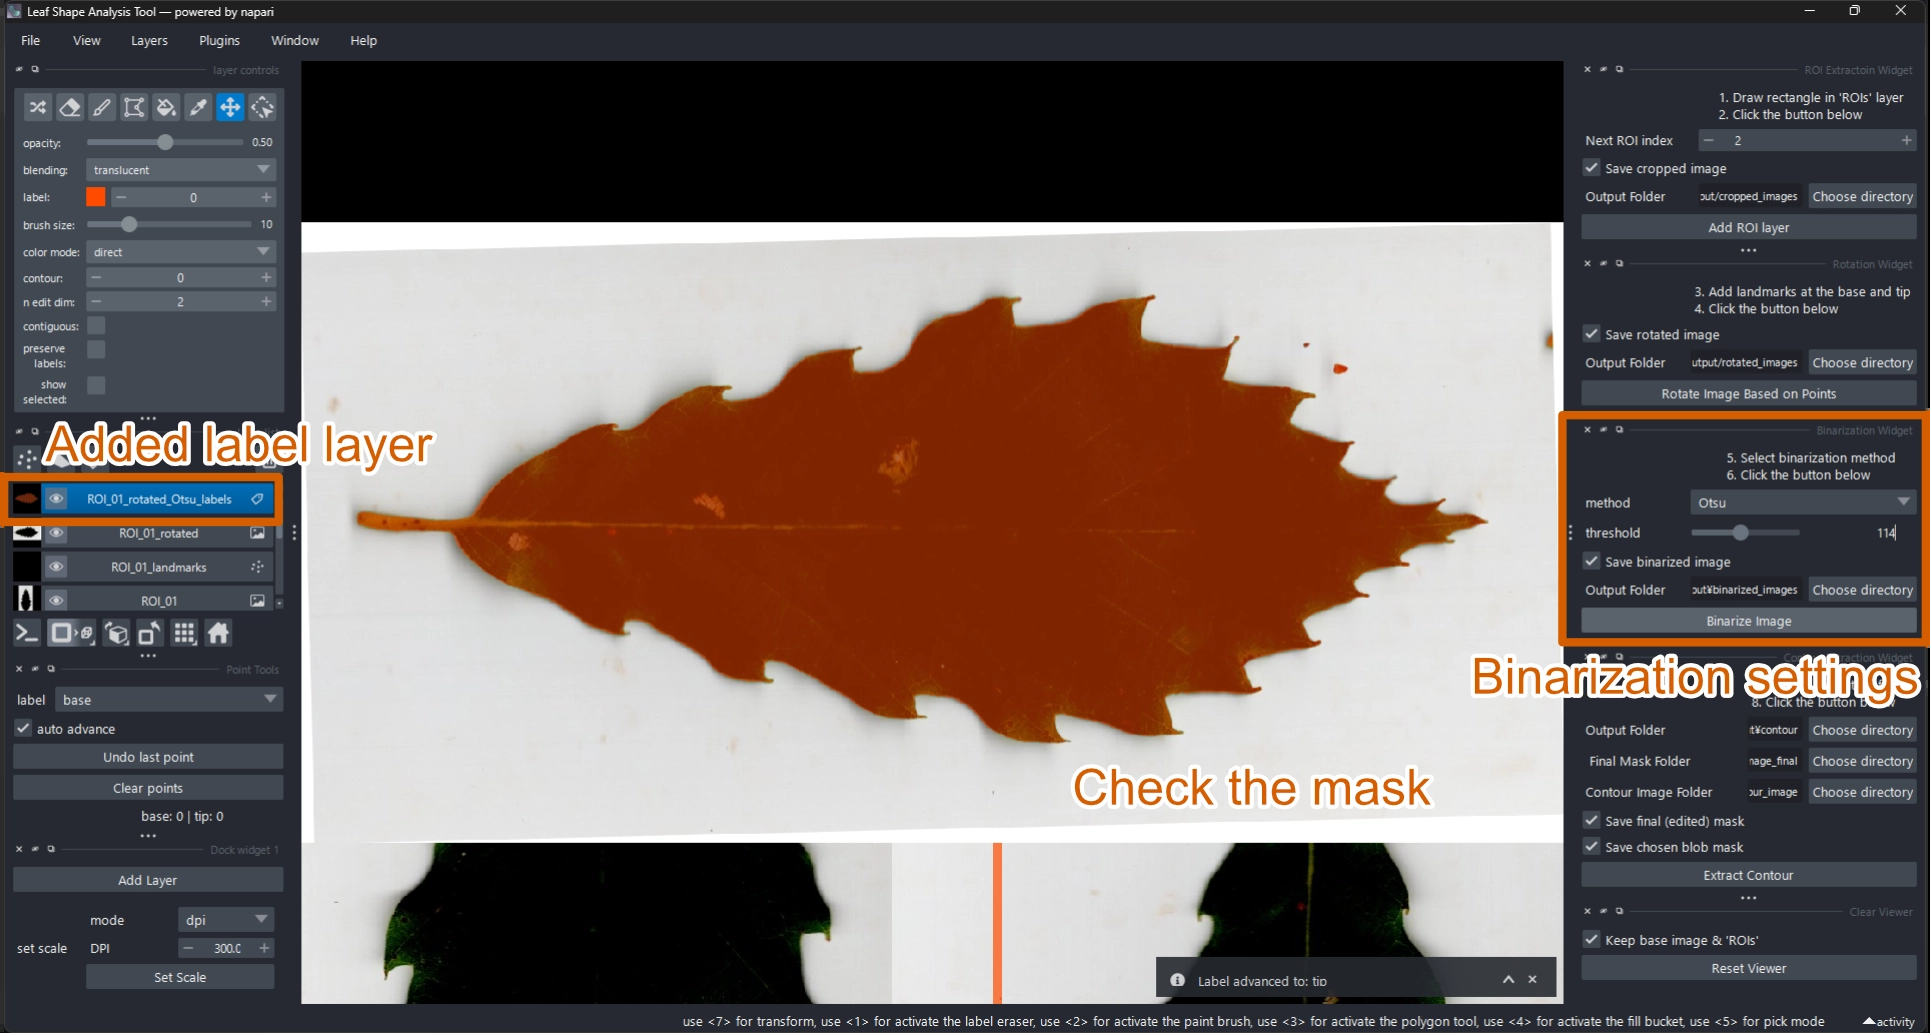 Leaf Shape Analysis Tool — powered by napari
File View Layers Plugins Window Help
layer controls
opacity: 0.50
blending: translucent
label: 0
brush size: 10
color mode: direct
contour: 0
n edit dim: 2
contiguous:
preserve
labels:
show
selected:
Added label layer
ROI_01_rotated_Otsu_labels
ROI_01_rotated
ROI_01_landmarks
ROI_01
Point Tools
label base
auto advance
Undo last point
Clear points
base: 0 | tip: 0
Dock widget 1
Add Layer
mode dpi
set scale DPI 300.0
Set Scale
Check the mask
Label advanced to: tip
ROI Extractoin Widget
1. Draw rectangle in 'ROIs' layer
2. Click the button below
Next ROI index 2
Save cropped image
Output Folder out/cropped_images Choose directory
Add ROI layer
Rotation Widget
3. Add landmarks at the base and tip
4. Click the button below
Save rotated image
Output Folder utput/rotated_images Choose directory
Rotate Image Based on Points
Binarization Widget
5. Select binarization method
6. Click the button below
method Otsu
threshold 114
Save binarized image
Output Folder out¥binarized_images Choose directory
Binarize Image
Binarization settings
8. Click the button below
Output Folder t¥contour Choose directory
Final Mask Folder nage_final Choose directory
Contour Image Folder our_image Choose directory
Save final (edited) mask
Save chosen blob mask
Extract Contour
Clear Viewer
Keep base image & 'ROIs'
Reset Viewer
use <7> for transform, use <1> for activate the label eraser, use <2> for activate the paint brush, use <3> for activate the polygon tool, use <4> for activate the fill bucket, use <5> for pick mode
activity